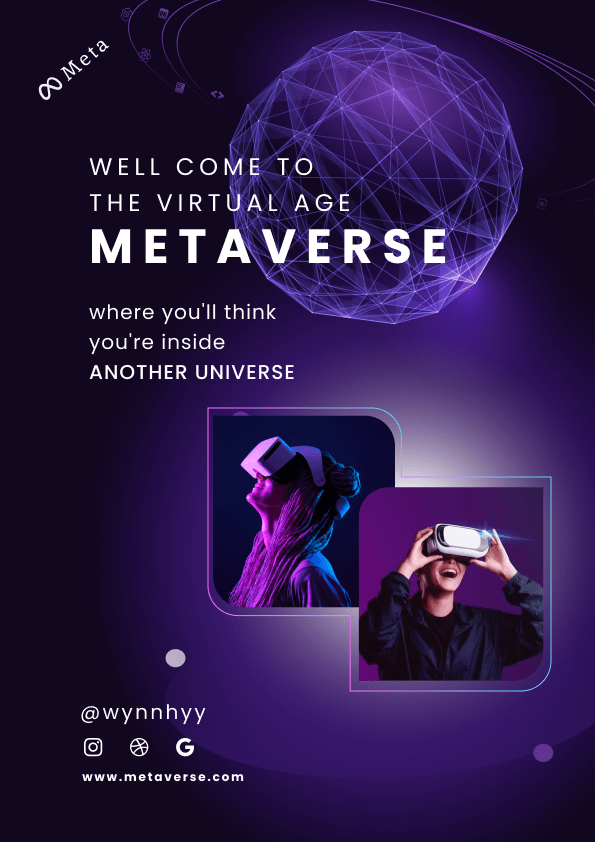 Meta
WELL COME TO
THE VIRTUAL AGE
METAVERSE
where you'll think
you're inside
ANOTHER UNIVERSE
@wynnhyy
www.metaverse.com